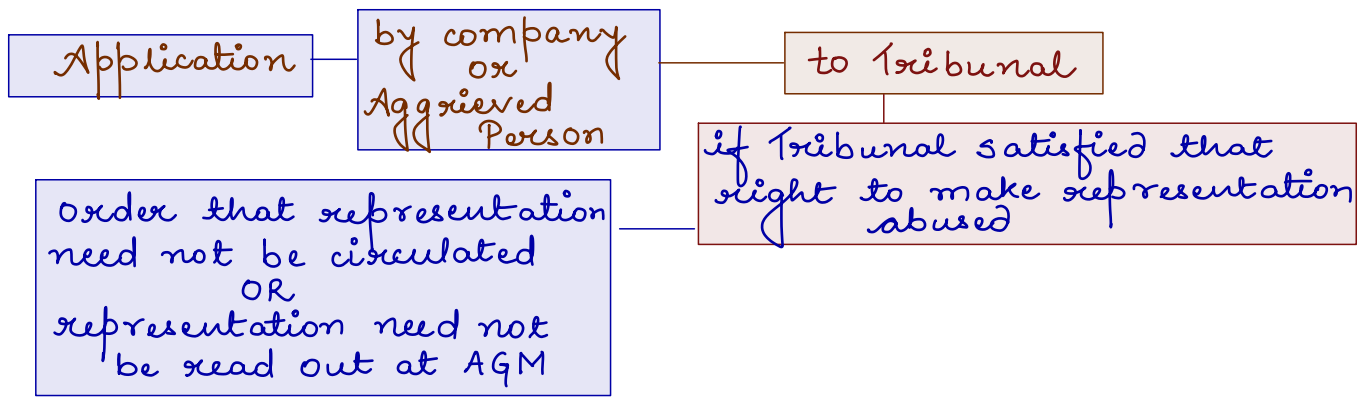 Application
by company
or
Aggrieved
Person
to Tribunal
if Tribunal satisfied that
right to make representation
abused
order that representation
need not be circulated
OR
representation need not
be read out at AGM